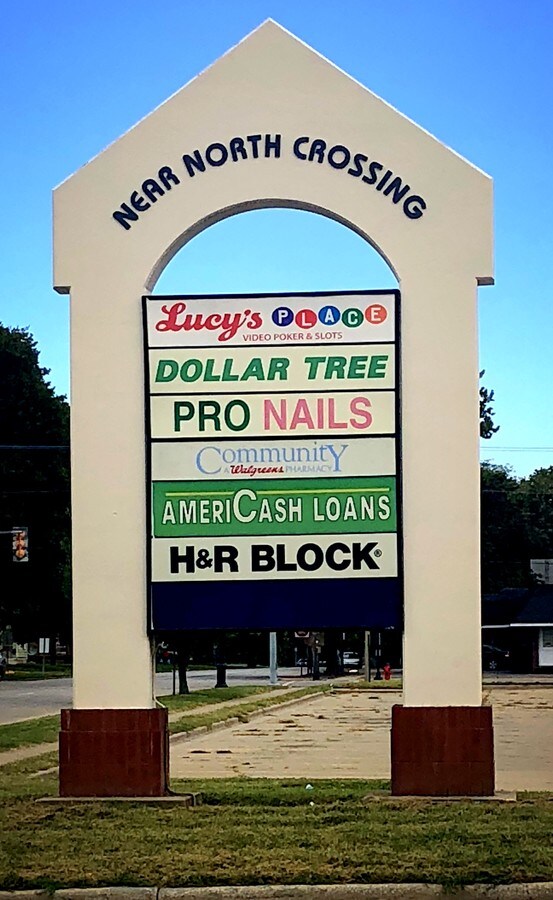 NEAR NORTH CROSSING
Lucy's PLACE
VIDEO POKER & SLOTS
DOLLAR TREE
PRO NAILS
Community
A Walgreens PHARMACY
AMERICASH LOANS
H&R BLOCK®